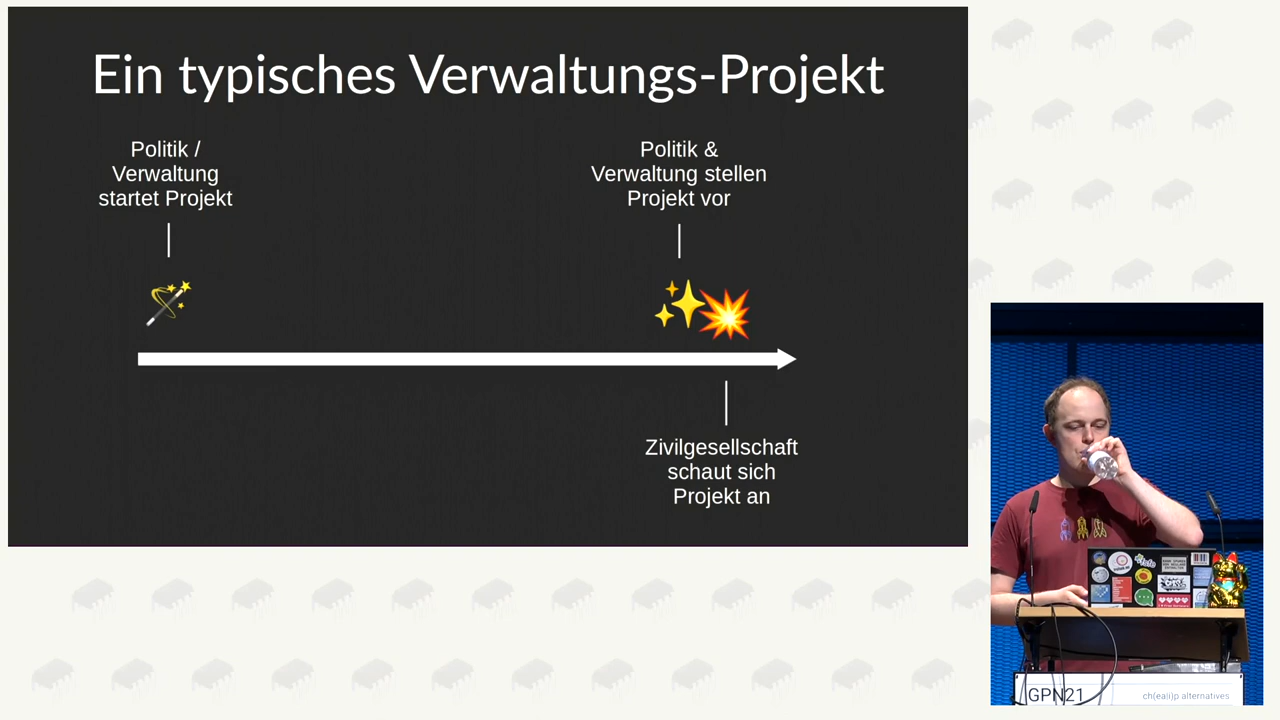 Ein typisches Verwaltungs-Projekt
Politik /
Verwaltung
startet Projekt
Politik &
Verwaltung stellen
Projekt vor
Zivilgesellschaft
schaut sich
Projekt an
GPN21
ch(ea|i)p alternatives